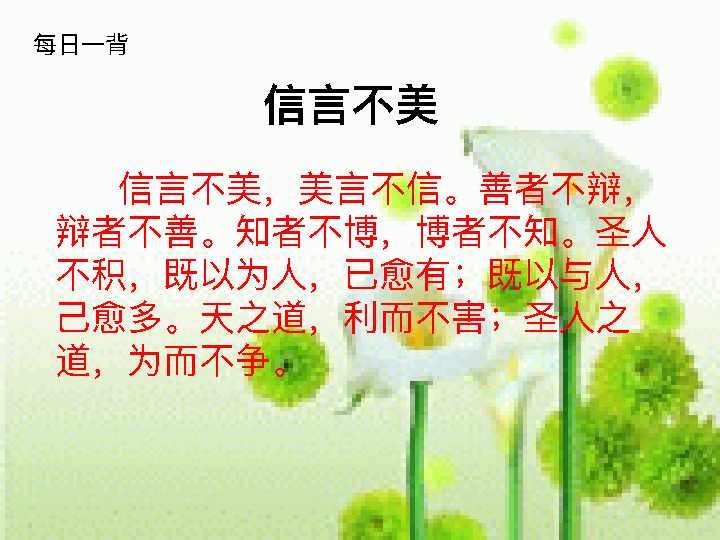 每日一背
信言不美
信言不美，美言不信。善者不辩，
辩者不善。知者不博，博者不知。圣人
不积，既以为人，已愈有；既以与人，
己愈多。天之道，利而不害；圣人之
道，为而不争。